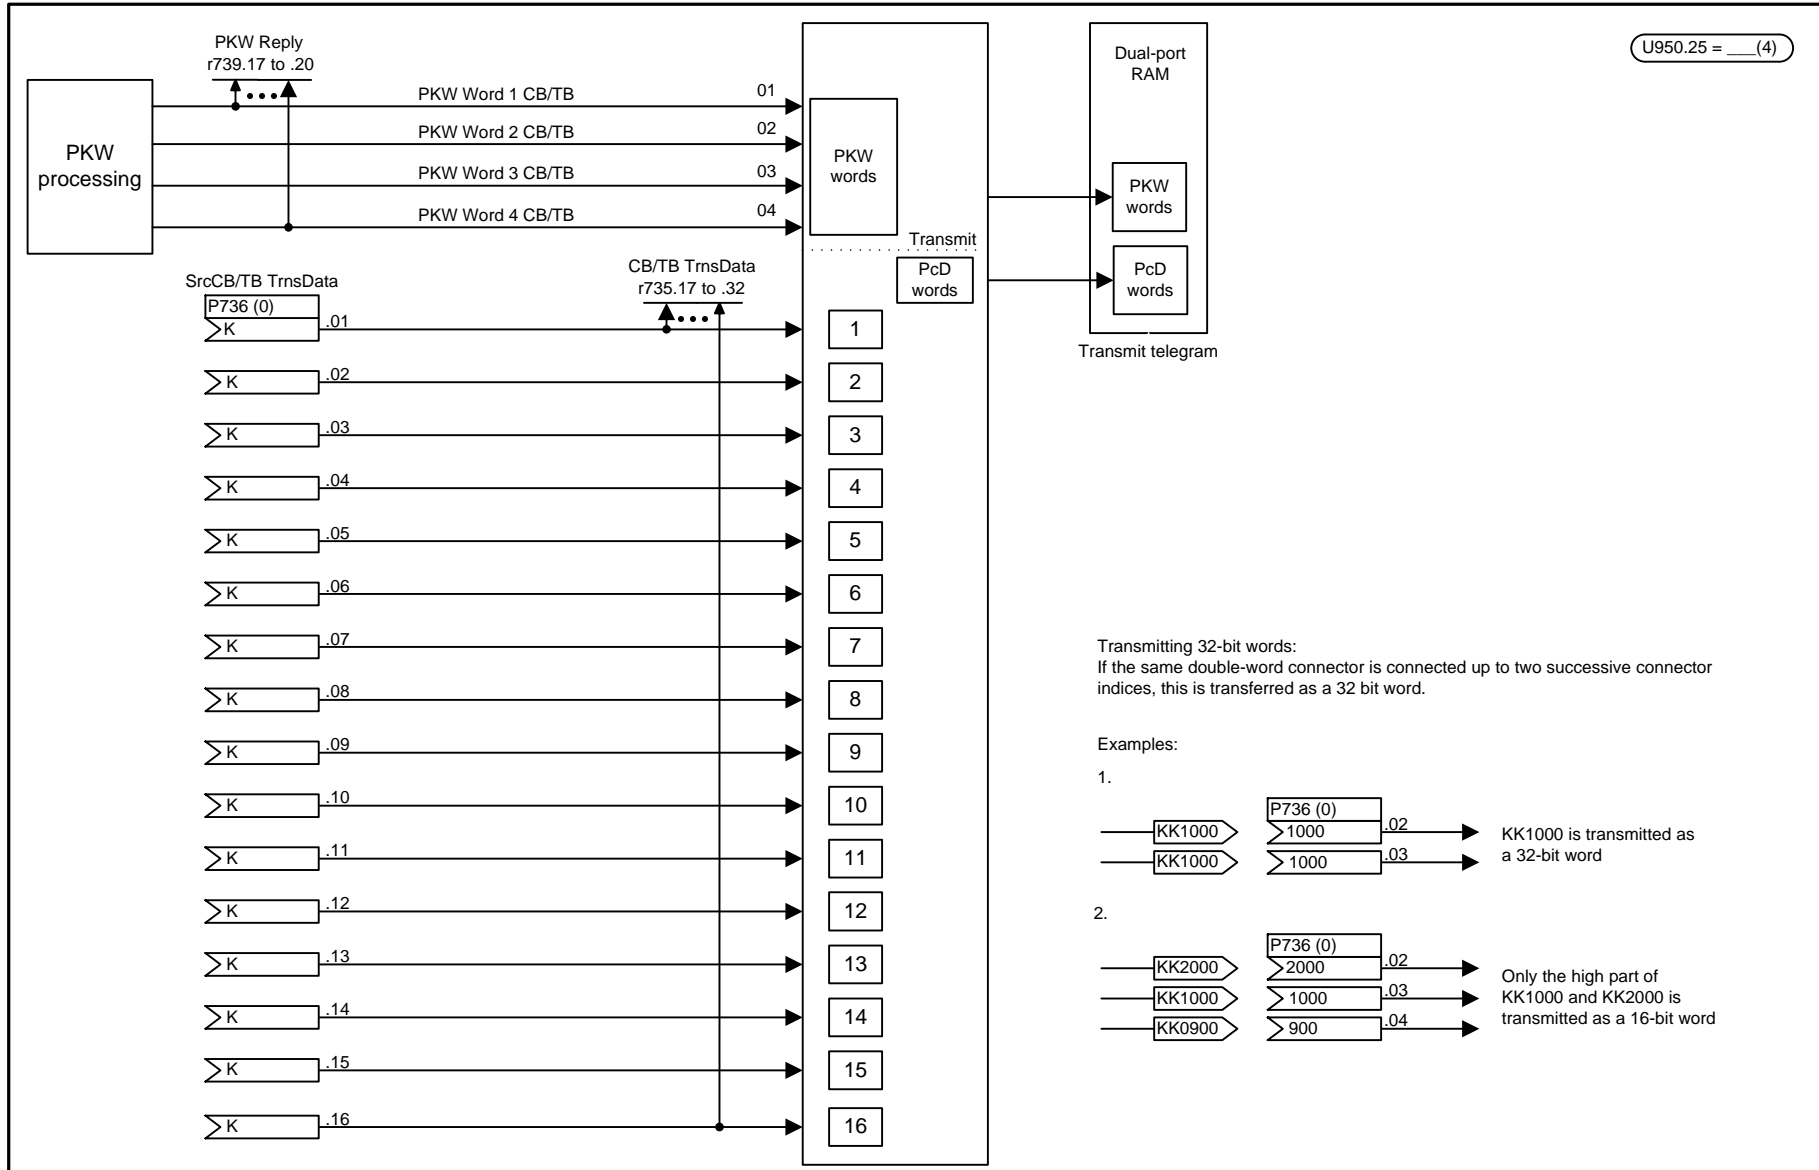 PKW Reply
r739.17 to .20
U950.25 = ___(4)
Dual-port
RAM
PKW
processing
PKW Word 1 CB/TB 01
PKW Word 2 CB/TB 02
PKW Word 3 CB/TB 03
PKW Word 4 CB/TB 04
PKW
words
PKW
words
Transmit
PcD
words
PcD
words
Transmit telegram
SrcCB/TB TrnsData
CB/TB TrnsData
r735.17 to .32
P736 (0)
K .01 1
K .02 2
K .03 3
K .04 4
K .05 5
K .06 6
K .07 7
K .08 8
K .09 9
K .10 10
K .11 11
K .12 12
K .13 13
K .14 14
K .15 15
K .16 16
Transmitting 32-bit words:
If the same double-word connector is connected up to two successive connector
indices, this is transferred as a 32 bit word.
Examples:
1.
P736 (0)
KK1000 1000 .02
KK1000 1000 .03
KK1000 is transmitted as
a 32-bit word
2.
P736 (0)
KK2000 2000 .02
KK1000 1000 .03
KK0900 900 .04
Only the high part of
KK1000 and KK2000 is
transmitted as a 16-bit word